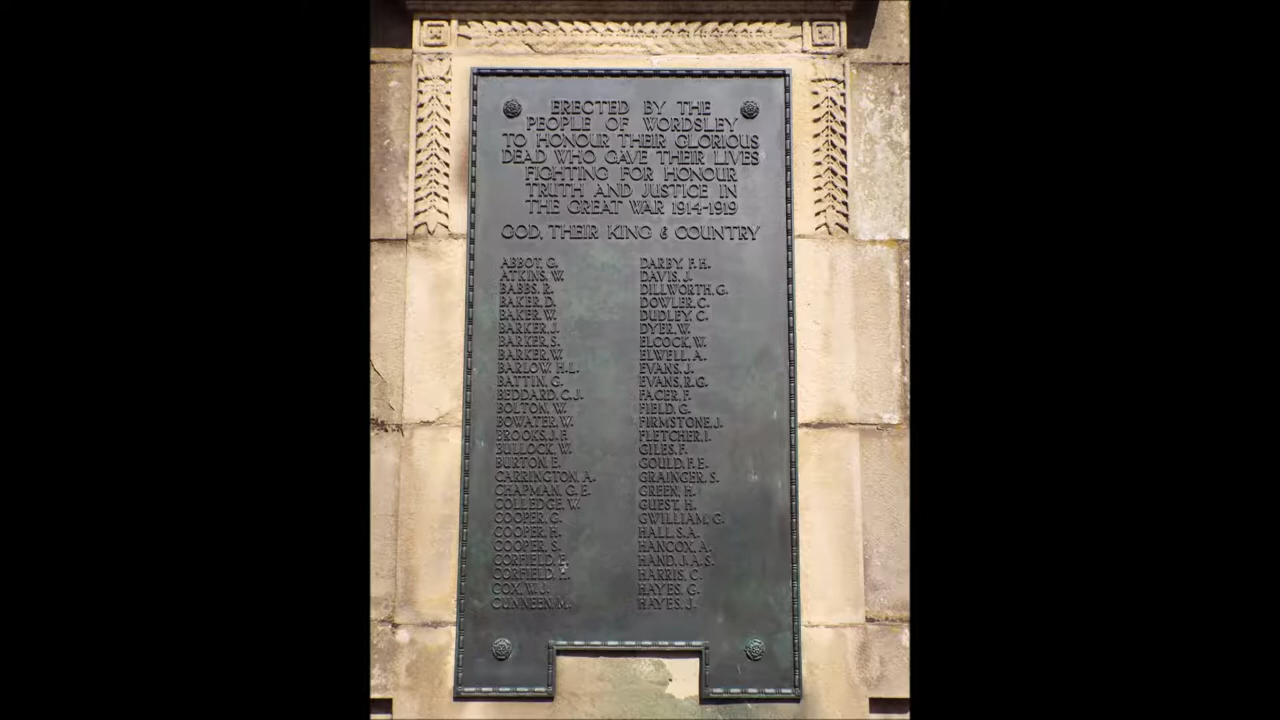 ERECTED BY THE
PEOPLE OF WORDSLEY
TO HONOUR THEIR GLORIOUS
DEAD WHO GAVE THEIR LIVES
FIGHTING FOR HONOUR
TRUTH AND JUSTICE IN
THE GREAT WAR 1914-1919
GOD, THEIR KING & COUNTRY
ABBOT, G.
ATKINS, W.
BABBS, R.
BAKER, D.
BAKER, W.
BARKER, J.
BARKER, S.
BARKER, W.
BARLOW, H.L.
BATTIN, G.
BEDDARD, C.J.
BOLTON, W.
BOWATER, W.
BROOKS, J.F.
BULLOCK, W.
BURTON, E.
CARRINGTON, A.
CHAPMAN, G.E.
COLLEDGE, W.
COOPER, G.
COOPER, H.
COOPER, S.
CORFIELD, E.
CORFIELD, H.
COX, W.J.
CUNNEEN, M.
DARBY, F.H.
DAVIS, J.
DILLWORTH, G.
DOWLER, C.
DUDLEY, C.
DYER, W.
ELCOCK, W.
ELWELL, A.
EVANS, J.
EVANS, R.G.
FACER, F.
FIELD, G.
FIRMSTONE, J.
FLETCHER, I.
GILES, F.
GOULD, F.E.
GRAINGER, S.
GREEN, H.
GUEST, H.
GWILLIAM, G.
HALL, S.A.
HANCOX, A.
HAND, J.A.S.
HARRIS, C.
HAYES, G.
HAYES, J.